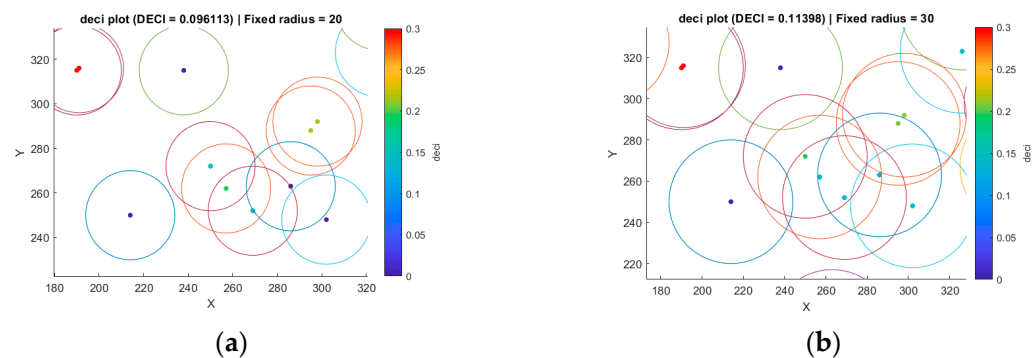 deci plot (DECI = 0.096113) | Fixed radius = 20
Y
320
300
280
260
240
180 200 220 240 260 280 300 320
X
0.3
0.25
0.2
0.15
0.1
0.05
0
deci
(a)
deci plot (DECI = 0.11398) | Fixed radius = 30
Y
320
300
280
260
240
220
180 200 220 240 260 280 300 320
X
0.3
0.25
0.2
0.15
0.1
0.05
0
deci
(b)